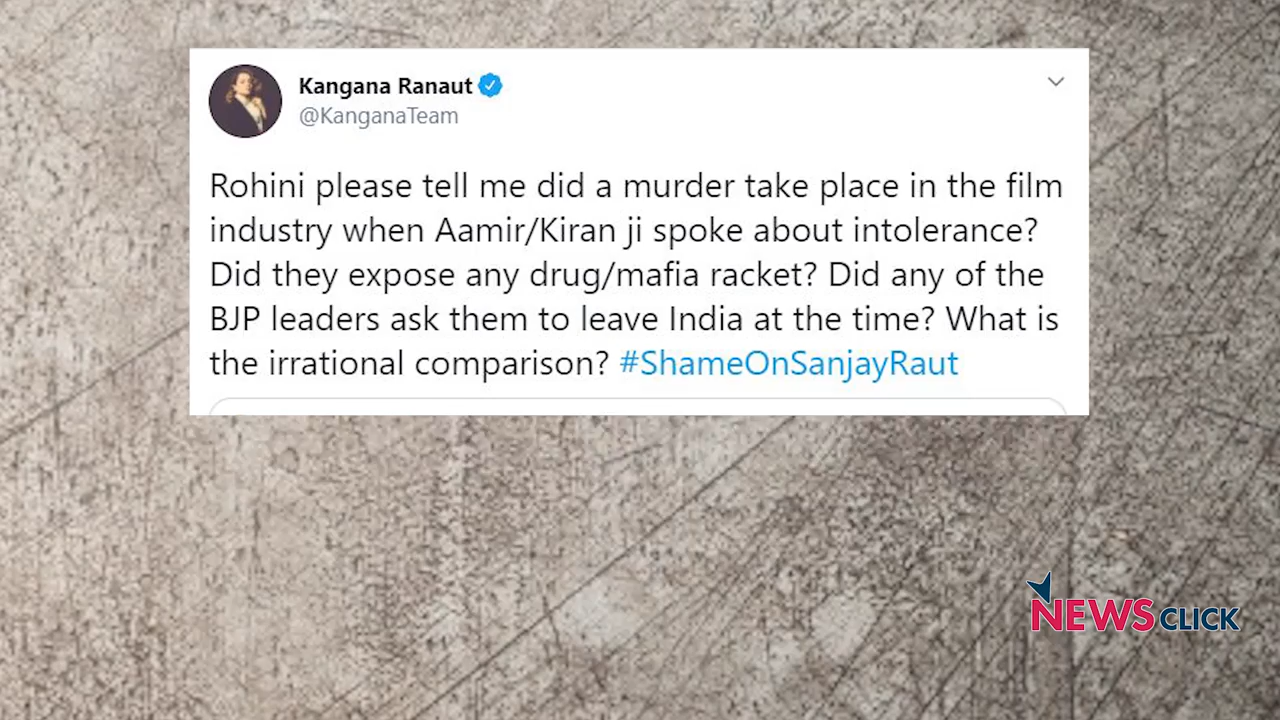 Kangana Ranaut
@KanganaTeam
Rohini please tell me did a murder take place in the film
industry when Aamir/Kiran ji spoke about intolerance?
Did they expose any drug/mafia racket? Did any of the
BJP leaders ask them to leave India at the time? What is
the irrational comparison? #ShameOnSanjayRaut
NEWSCLICK